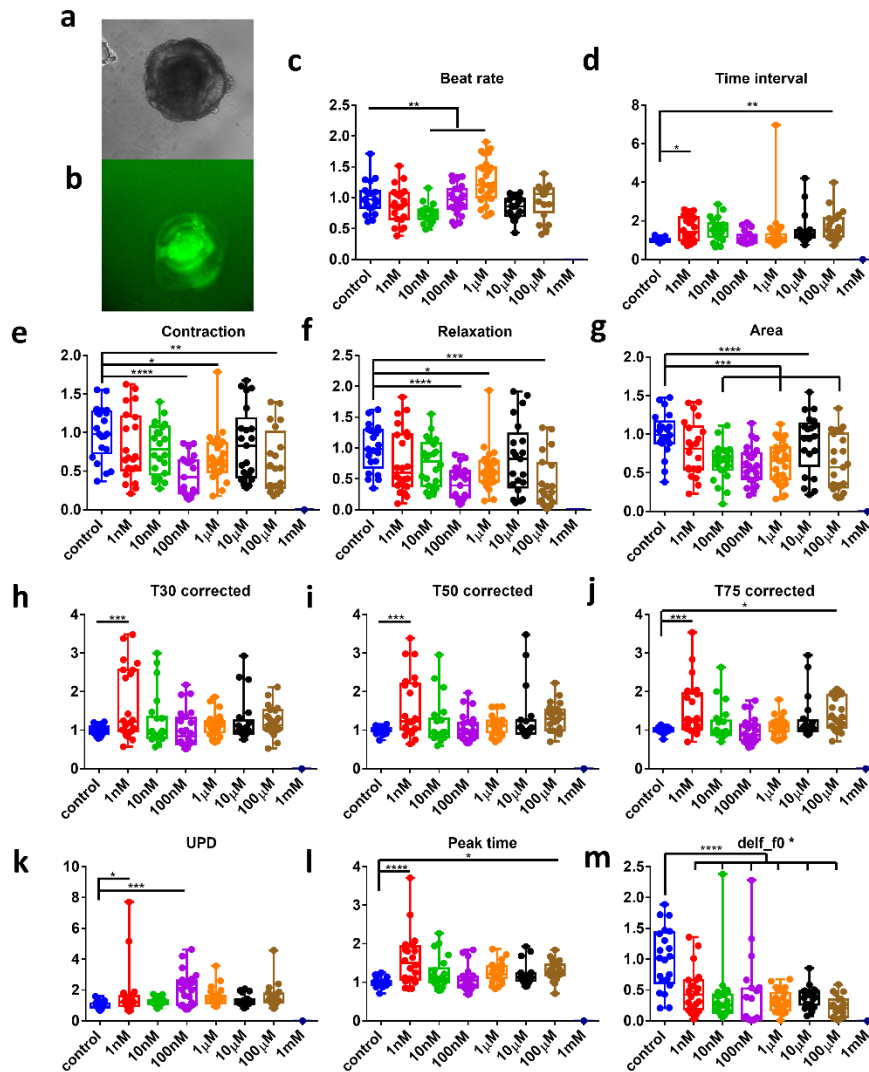 a
b
c
Beat rate
2.5
2.0
1.5
1.0
0.5
0.0
**
control
1nM
10nM
100nM
1μM
10μM
100μM
1mM
d
Time interval
8
6
4
2
0
**
*
control
1nM
10nM
100nM
1μM
10μM
100μM
1mM
e
Contraction
2.0
1.5
1.0
0.5
0.0
**
*
****
control
1nM
10nM
100nM
1μM
10μM
100μM
1mM
f
Relaxation
2.5
2.0
1.5
1.0
0.5
0.0
***
*
****
control
1nM
10nM
100nM
1μM
10μM
100μM
1mM
g
Area
2.0
1.5
1.0
0.5
0.0
****
***
control
1nM
10nM
100nM
1μM
10μM
100μM
1mM
h
T30 corrected
4
3
2
1
0
***
control
1nM
10nM
100nM
1μM
10μM
100μM
1mM
i
T50 corrected
4
3
2
1
0
***
control
1nM
10nM
100nM
1μM
10μM
100μM
1mM
j
T75 corrected
4
3
2
1
0
*
***
control
1nM
10nM
100nM
1μM
10μM
100μM
1mM
k
UPD
10
8
6
4
2
0
*
***
control
1nM
10nM
100nM
1μM
10μM
100μM
1mM
l
Peak time
4
3
2
1
0
*
****
control
1nM
10nM
100nM
1μM
10μM
100μM
1mM
m
delf_f0 *
2.5
2.0
1.5
1.0
0.5
0.0
****
control
1nM
10nM
100nM
1μM
10μM
100μM
1mM